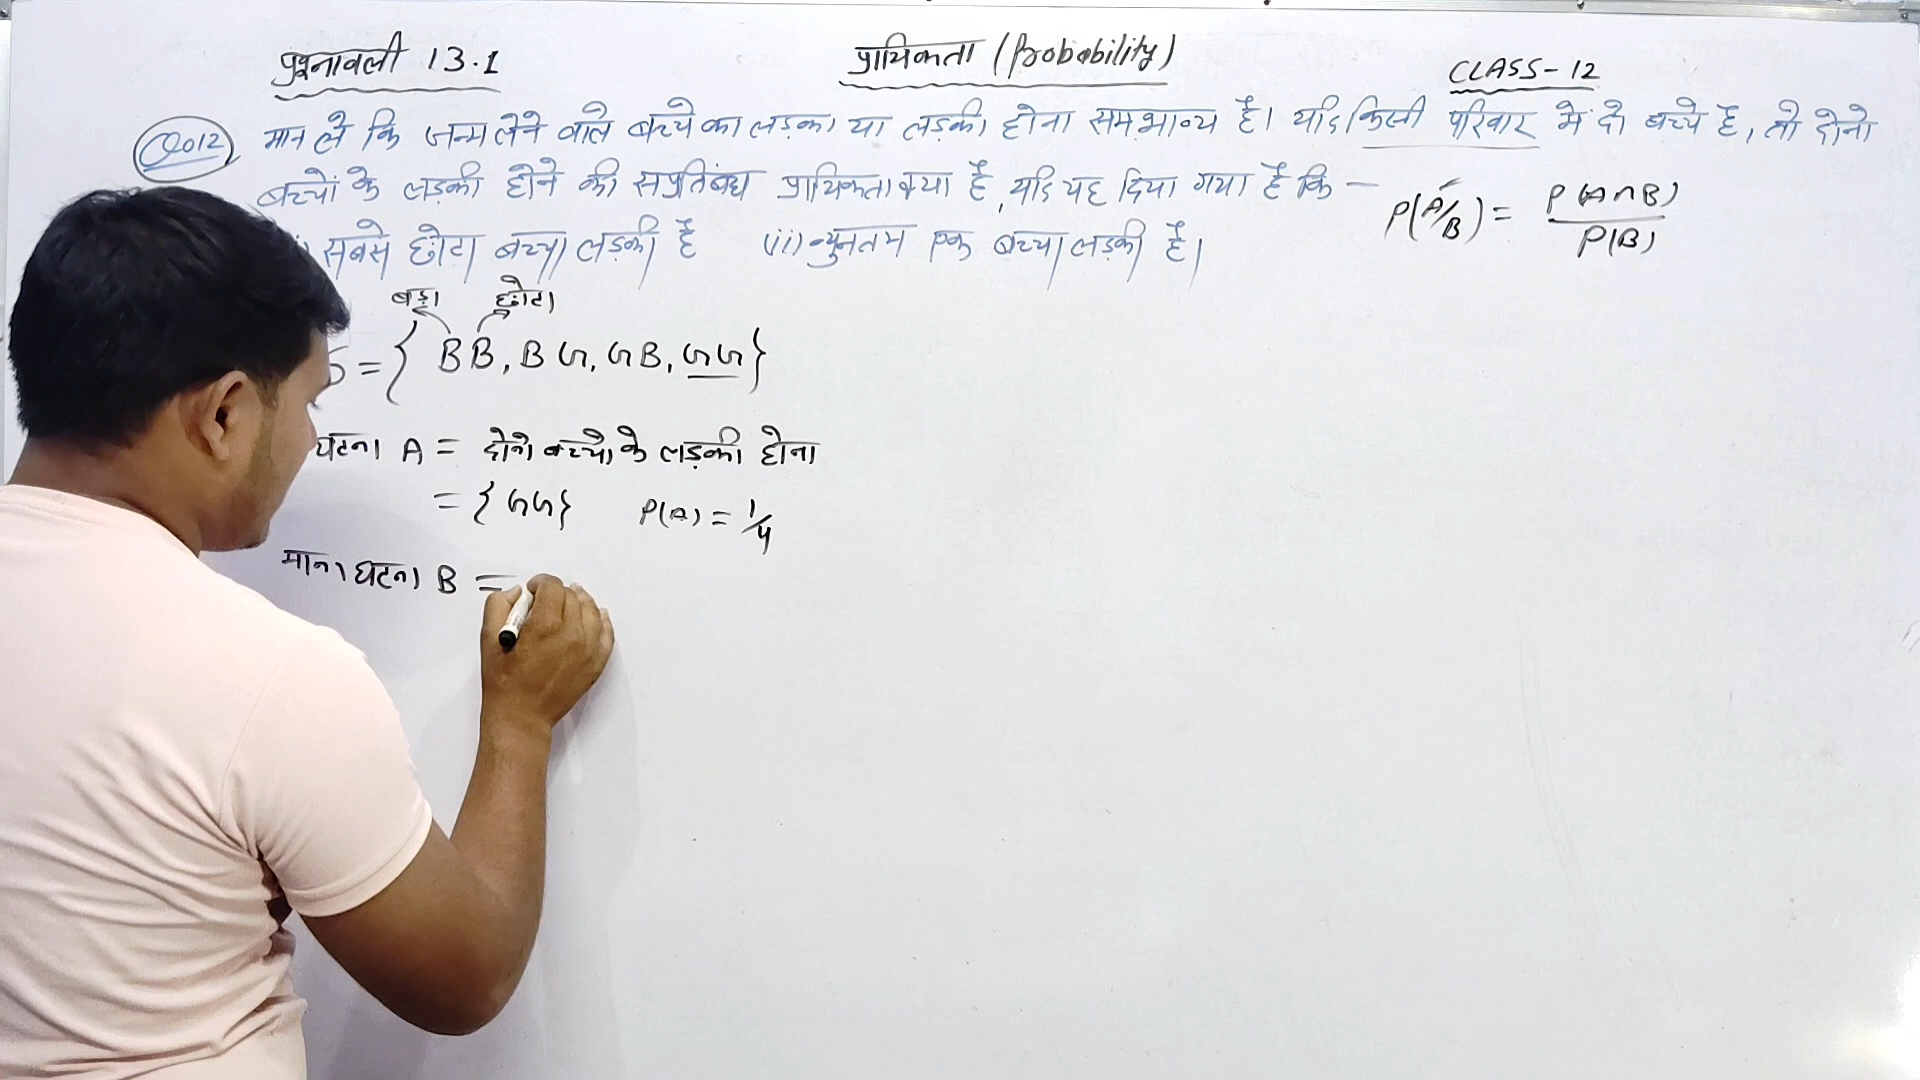 प्रश्नावली 13.1
प्रायिकता (Probability)
CLASS-12
Q012 मान ले कि जन्म लेने वाले बच्चे का लड़का या लड़की होना समभाव्य है। यदि किसी परिवार में दो बच्चे है, तो दोनो
बच्चों के लड़की होने की सप्रतिबंध प्रायिकता क्या है, यदि यह दिया गया है कि —
) सबसे छोटा बच्चा लड़की है (ii) न्युनतम एक बच्चा लड़की है।
P(A/B) = P(A∩B)
P(B)
बड़ा छोटा
S = { BB, BG, GB, GG }
घटना A = दोनो बच्चो के लड़की होना
= { GG } P(A) = 1/4
माना घटना B =